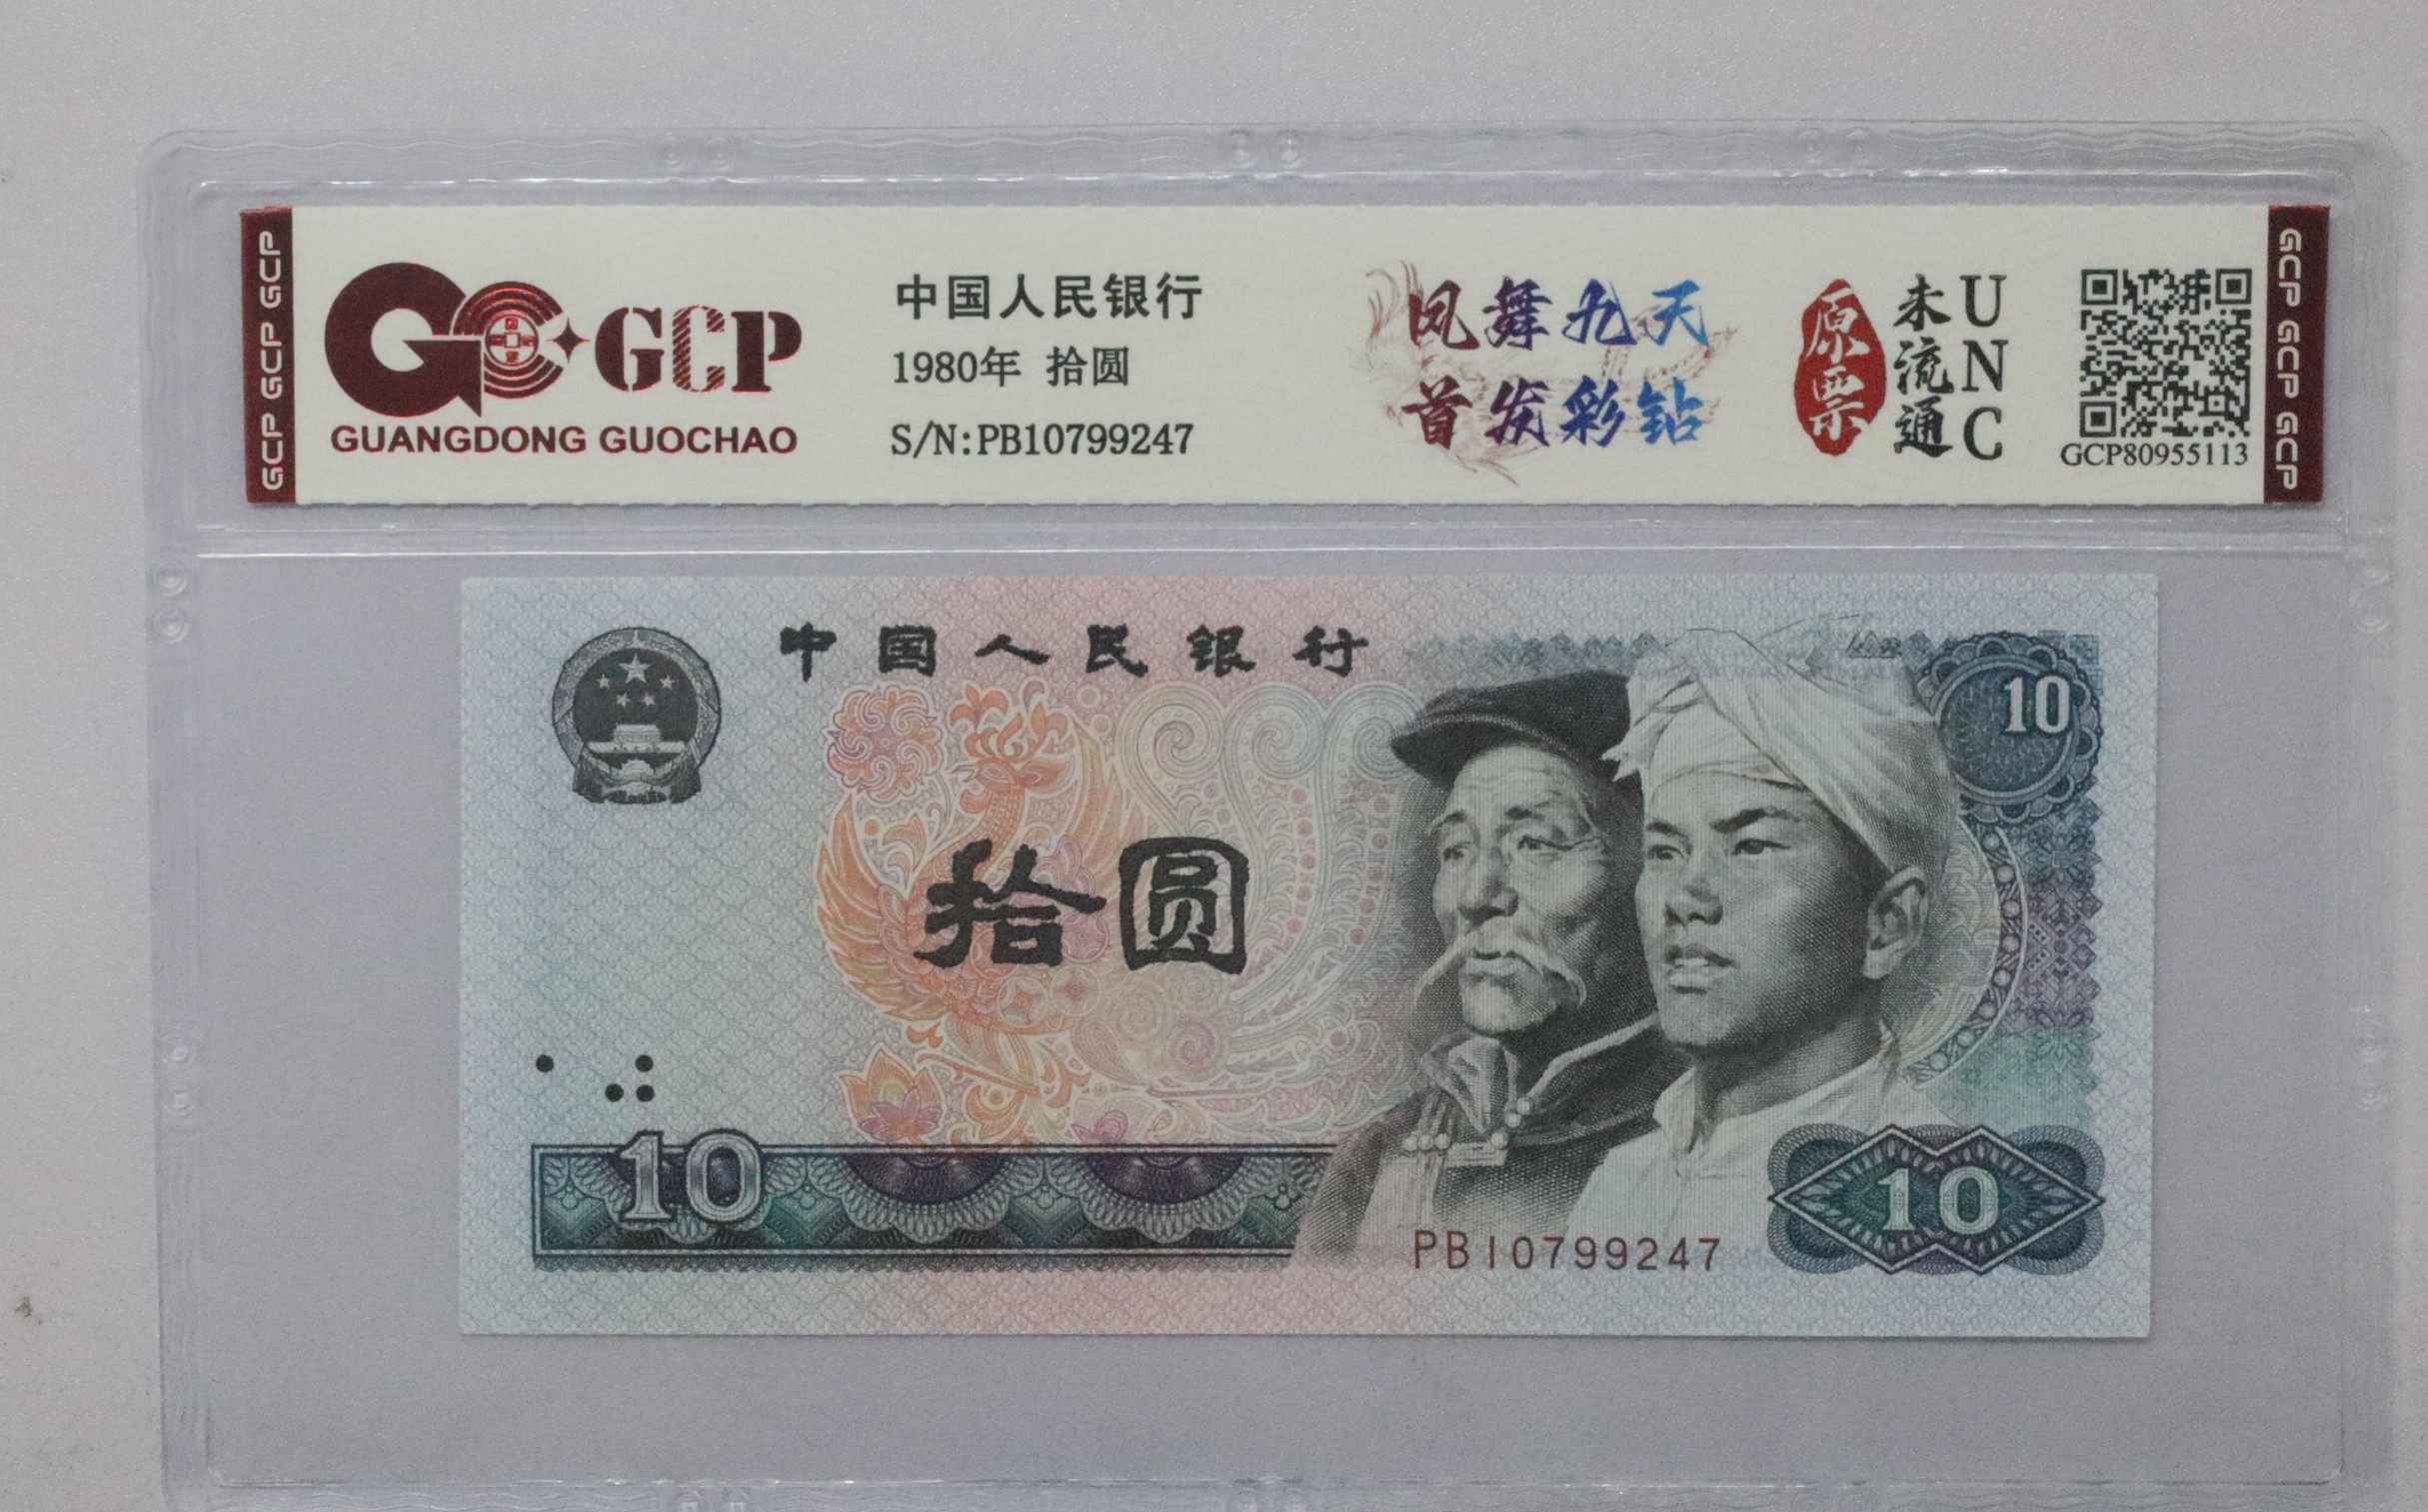 GCP GCP GCP
GCP
GUANGDONG GUOCHAO
中国人民银行
1980年 拾圆
S/N:PB10799247
凤舞九天
首发彩钻
原票
未流通
UNC
GCP80955113
GCP GCP GCP
中国人民银行
10
拾圆
10
10
PB10799247